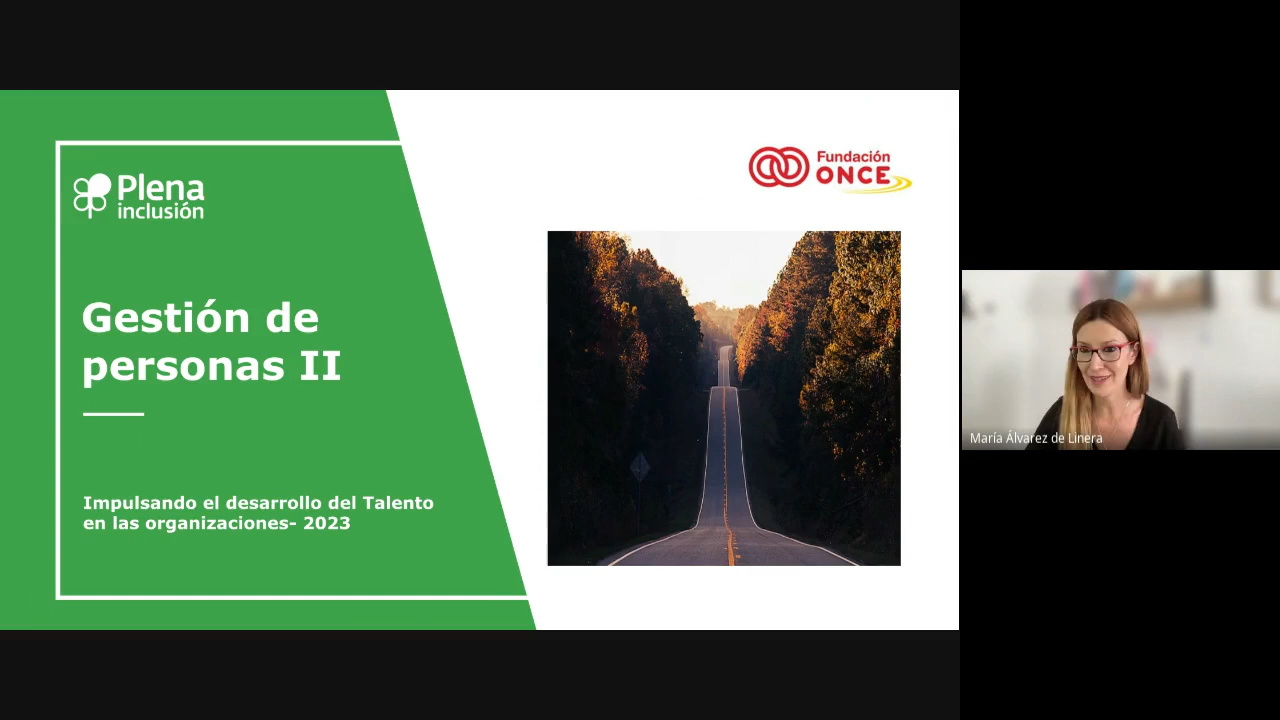 Plena
inclusión
Fundación
ONCE
Gestión de
personas II
Impulsando el desarrollo del Talento
en las organizaciones- 2023
María Álvarez de Linera